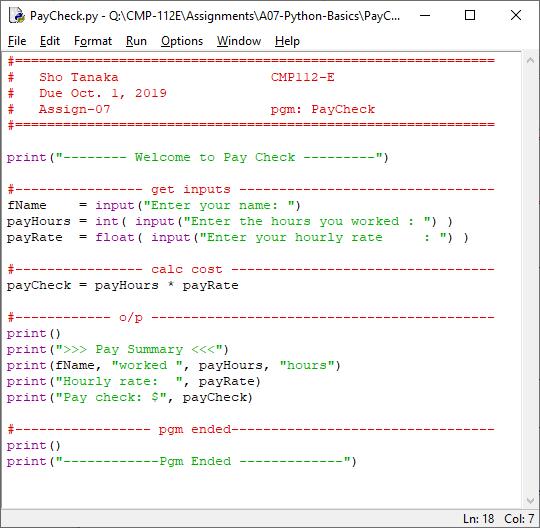 PayCheck.py - Q:\CMP-112E\Assignments\A07-Python-Basics\PayC...
File Edit Format Run Options Window Help
#============================================================
#   Sho Tanaka                   CMP112-E
#   Due Oct. 1, 2019
#   Assign-07                    pgm: PayCheck
#============================================================
print("-------- Welcome to Pay Check ---------")
#---------------- get inputs ---------------------------------
fName    = input("Enter your name: ")
payHours = int( input("Enter the hours you worked : ") )
payRate  = float( input("Enter your hourly rate     : ") )
#---------------- calc cost ---------------------------------
payCheck = payHours * payRate
#------------ o/p -------------------------------------------
print()
print(">>> Pay Summary <<<")
print(fName, "worked ", payHours, "hours")
print("Hourly rate:  ", payRate)
print("Pay check: $", payCheck)
#----------------- pgm ended---------------------------------
print()
print("------------Pgm Ended -------------")
Ln: 18 Col: 7